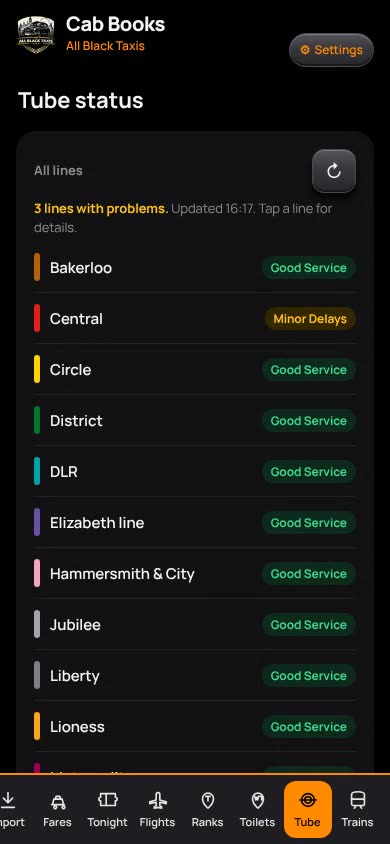 ALL BLACK TAXIS
Cab Books
All Black Taxis
Settings
Tube status
All lines
3 lines with problems. Updated 16:17. Tap a line for
details.
Bakerloo Good Service
Central Minor Delays
Circle Good Service
District Good Service
DLR Good Service
Elizabeth line Good Service
Hammersmith & City Good Service
Jubilee Good Service
Liberty Good Service
Lioness Good Service
Fares Tonight Flights Ranks Toilets Tube Trains